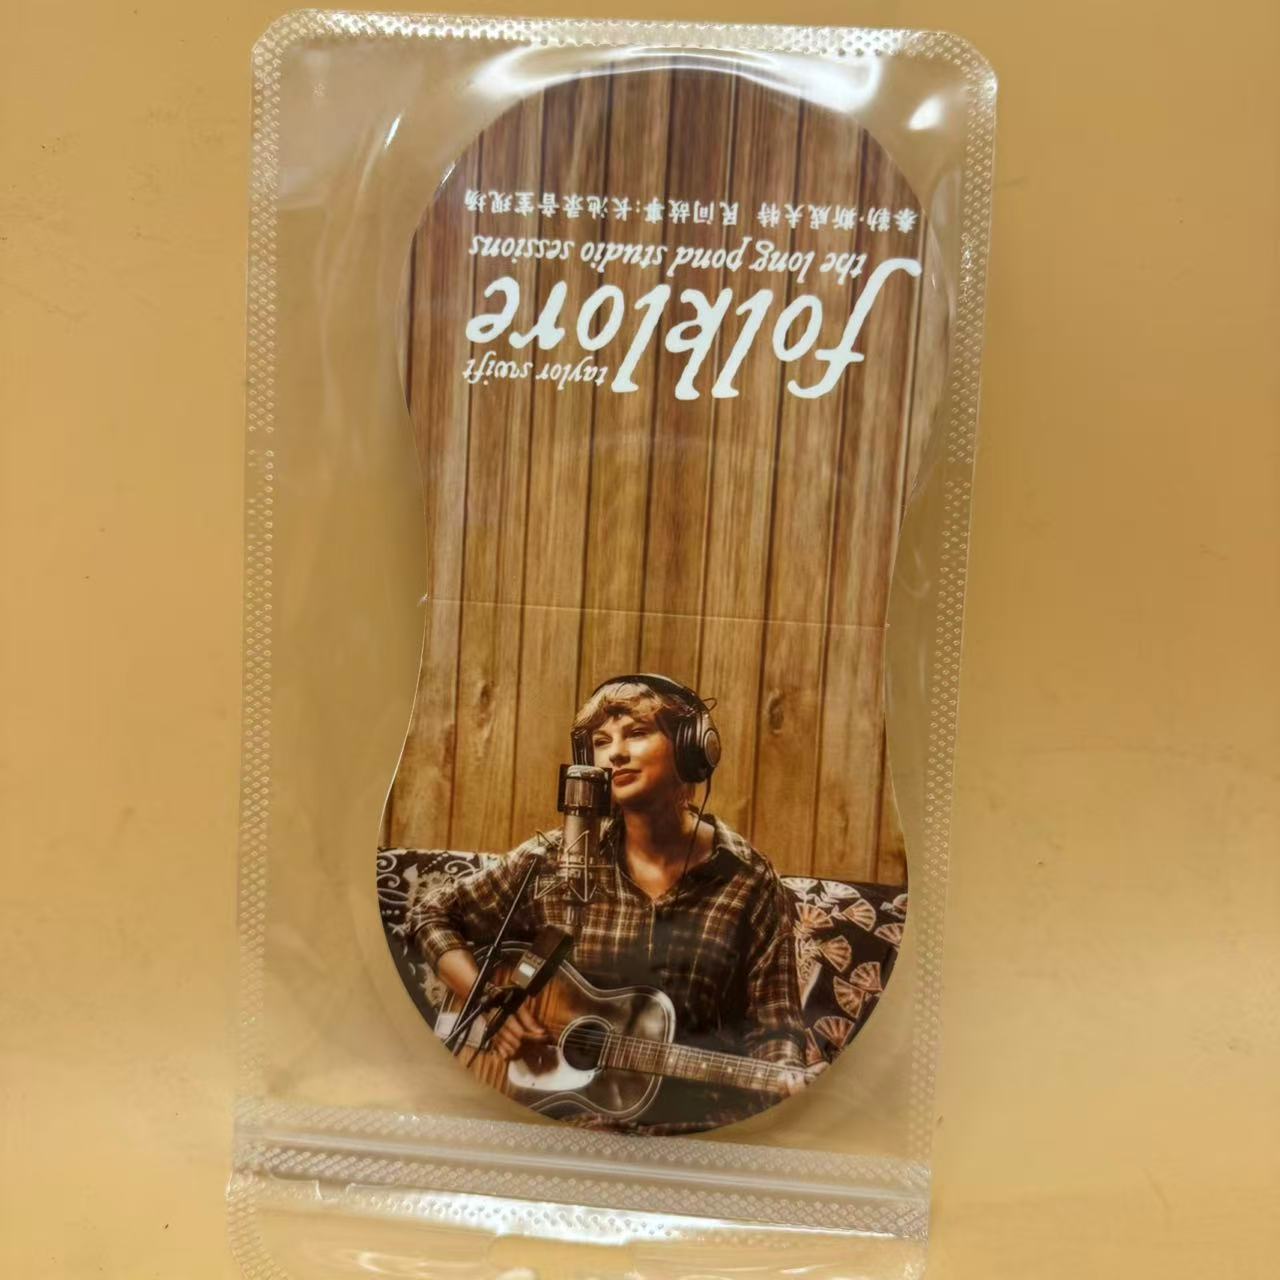 taylor swift
folklore
the long pond studio sessions
泰勒·斯威夫特 民间故事:长池录音室现场